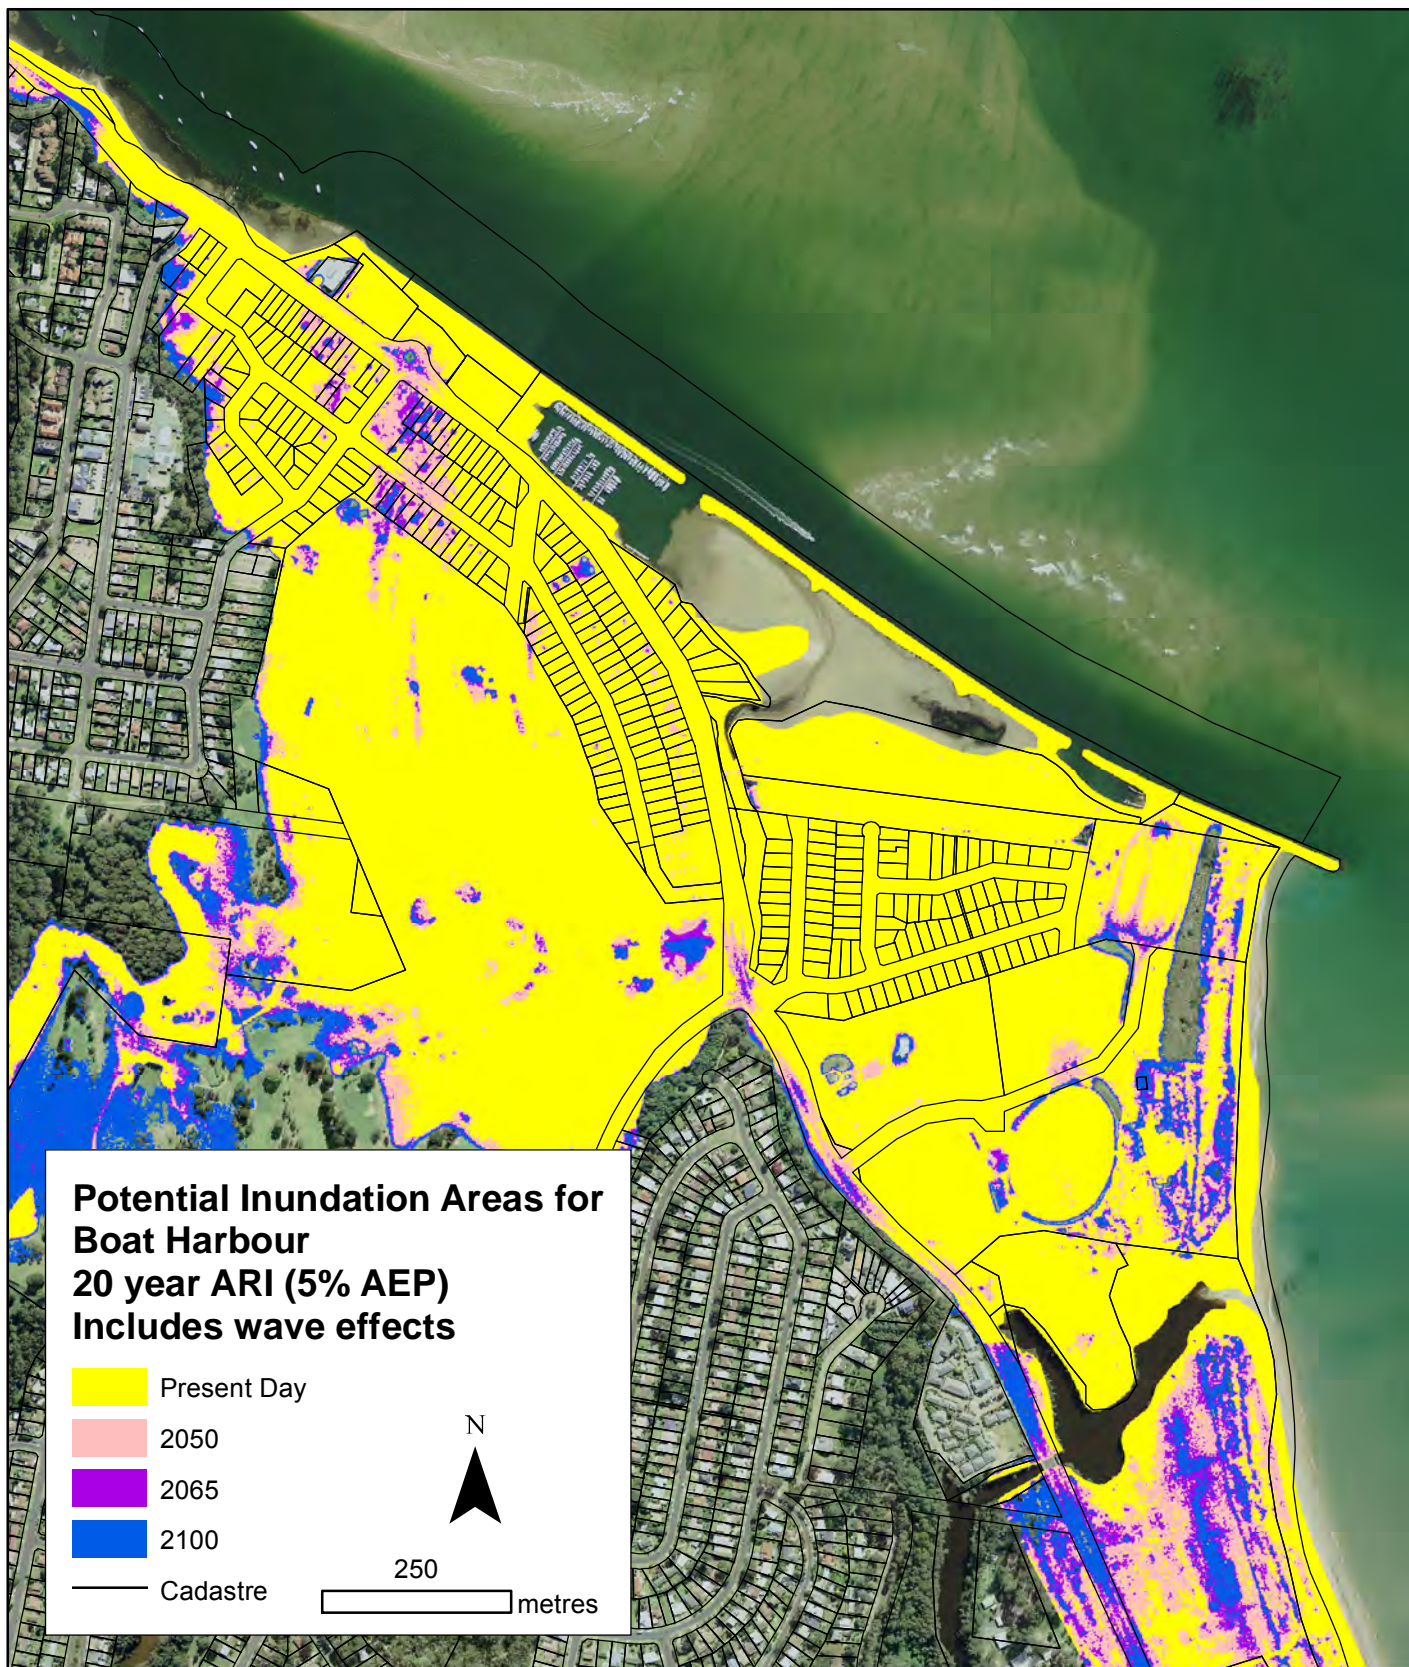 Potential Inundation Areas for
Boat Harbour
20 year ARI (5% AEP)
Includes wave effects
Present Day
2050
2065
2100
Cadastre
N
250
metres